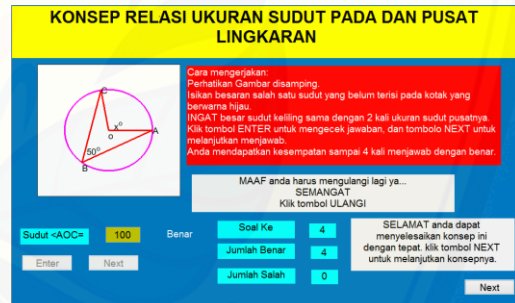 KONSEP RELASI UKURAN SUDUT PADA DAN PUSAT
LINGKARAN
C
x°
o
A
50°
B
Cara mengerjakan:
Perhatikan Gambar disamping.
Isikan besaran salah satu sudut yang belum terisi pada kotak yang
berwarna hijau.
INGAT besar sudut keliling sama dengan 2 kali ukuran sudut pusatnya.
Klik tombol ENTER untuk mengecek jawaban, dan tombolo NEXT untuk
melanjutkan menjawab.
Anda mendapatkan kesempatan sampai 4 kali menjawab dengan benar.
MAAF anda harus mengulangi lagi ya...
SEMANGAT
Klik tombol ULANGI
Sudut <AOC= 100 Benar
Enter Next
Soal Ke 4
Jumlah Benar 4
Jumlah Salah 0
SELAMAT anda dapat
menyelesaikan konsep ini
dengan tepat. klik tombol NEXT
untuk melanjutkan konsepnya.
Next